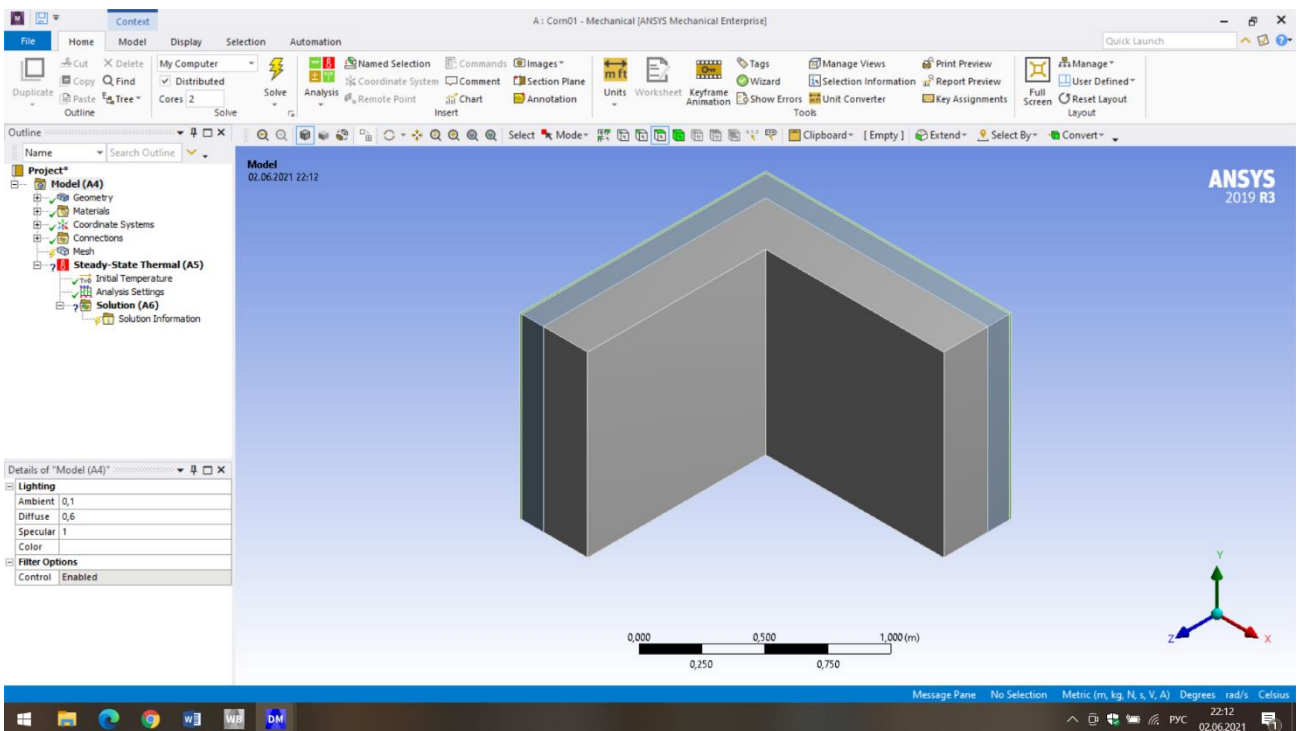 Context
A : Corn01 - Mechanical [ANSYS Mechanical Enterprise]
File Home Model Display Selection Automation Quick Launch
Duplicate
Cut
Copy
Paste
Delete
Find
Tree
Outline
My Computer
Distributed
Cores 2
Solve
Solve
Analysis
Named Selection
Coordinate System
Remote Point
Commands
Comment
Chart
Images
Section Plane
Annotation
Insert
Units
Worksheet
Keyframe
Animation
Tags
Wizard
Show Errors
Manage Views
Selection Information
Unit Converter
Print Preview
Report Preview
Key Assignments
Tools
Full
Screen
Manage
User Defined
Reset Layout
Layout
Outline
Select Mode Clipboard [ Empty ] Extend Select By Convert
Name Search Outline
Project*
Model (A4)
Geometry
Materials
Coordinate Systems
Connections
Mesh
Steady-State Thermal (A5)
Initial Temperature
Analysis Settings
Solution (A6)
Solution Information
Model
02.06.2021 22:12
ANSYS
2019 R3
Details of "Model (A4)"
Lighting
Ambient 0,1
Diffuse 0,6
Specular 1
Color
Filter Options
Control Enabled
Y
Z X
0,000 0,500 1,000 (m)
0,250 0,750
Message Pane No Selection Metric (m, kg, N, s, V, A) Degrees rad/s Celsius
WB DM
РУС
22:12
02.06.2021